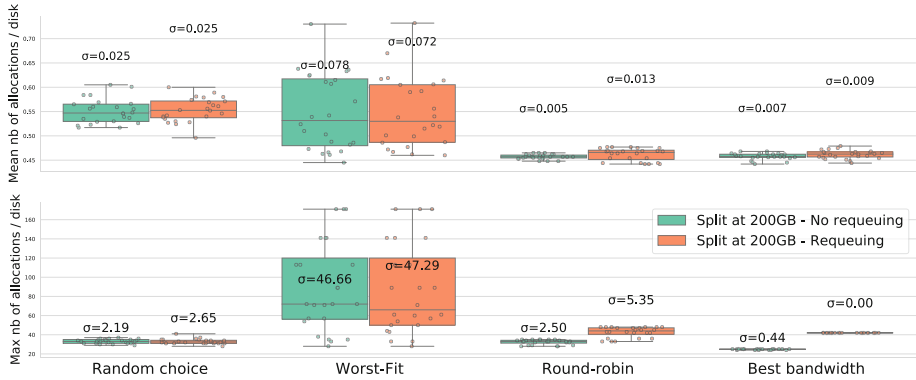 Mean nb of allocations / disk
0.70
0.65
0.60
0.55
0.50
0.45
σ=0.025
σ=0.025
σ=0.078
σ=0.072
σ=0.005
σ=0.013
σ=0.007
σ=0.009
Max nb of allocations / disk
160
140
120
100
80
60
40
20
σ=2.19
σ=2.65
σ=46.66
σ=47.29
σ=2.50
σ=5.35
σ=0.44
σ=0.00
Split at 200GB - No requeuing
Split at 200GB - Requeuing
Random choice
Worst-Fit
Round-robin
Best bandwidth